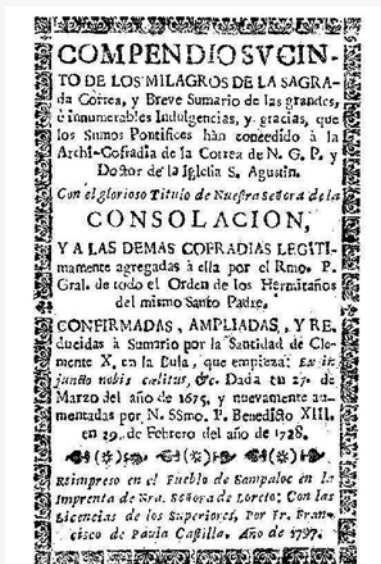 COMPENDIO SVCIN-
TO DE LOS MILAGROS DE LA SAGRA-
da Correa, y Breve Sumario de las grandes,
è innumerables Indulgencias, y gracias, que
los Sumos Pontifices hàn concedido à la
Archi-Cofradia de la Correa de N. G. P. y
Doctor de la Iglesia S. Agustin.
Con el glorioso Titulo de Nuestra Señora de la
CONSOLACION,
Y A LAS DEMAS COFRADIAS LEGITI-
mamente agregadas à ella por el Rmo. P.
Gral. de todo el Orden de los Hermitaños
del mismo Santo Padre.
CONFIRMADAS, AMPLIADAS, Y RE-
ducidas à Sumario por la Santidad de Cle-
mente X. en la Bula, que empieza: Ex in
juncto nobis cælitus, &c. Dada en 27. de
Marzo del año de 1675, y nuevamente au-
mentadas por N. SSmo. P. Benedicto XIII.
en 29. de Febrero del año de 1728.
Reimpreso en el Pueblo de Sampaloc en la
Imprenta de Nra. Señora de Loreto: Con las
Licencias de los Superiores, Por Fr. Fran-
cisco de Paula Castilla. Año de 1797.